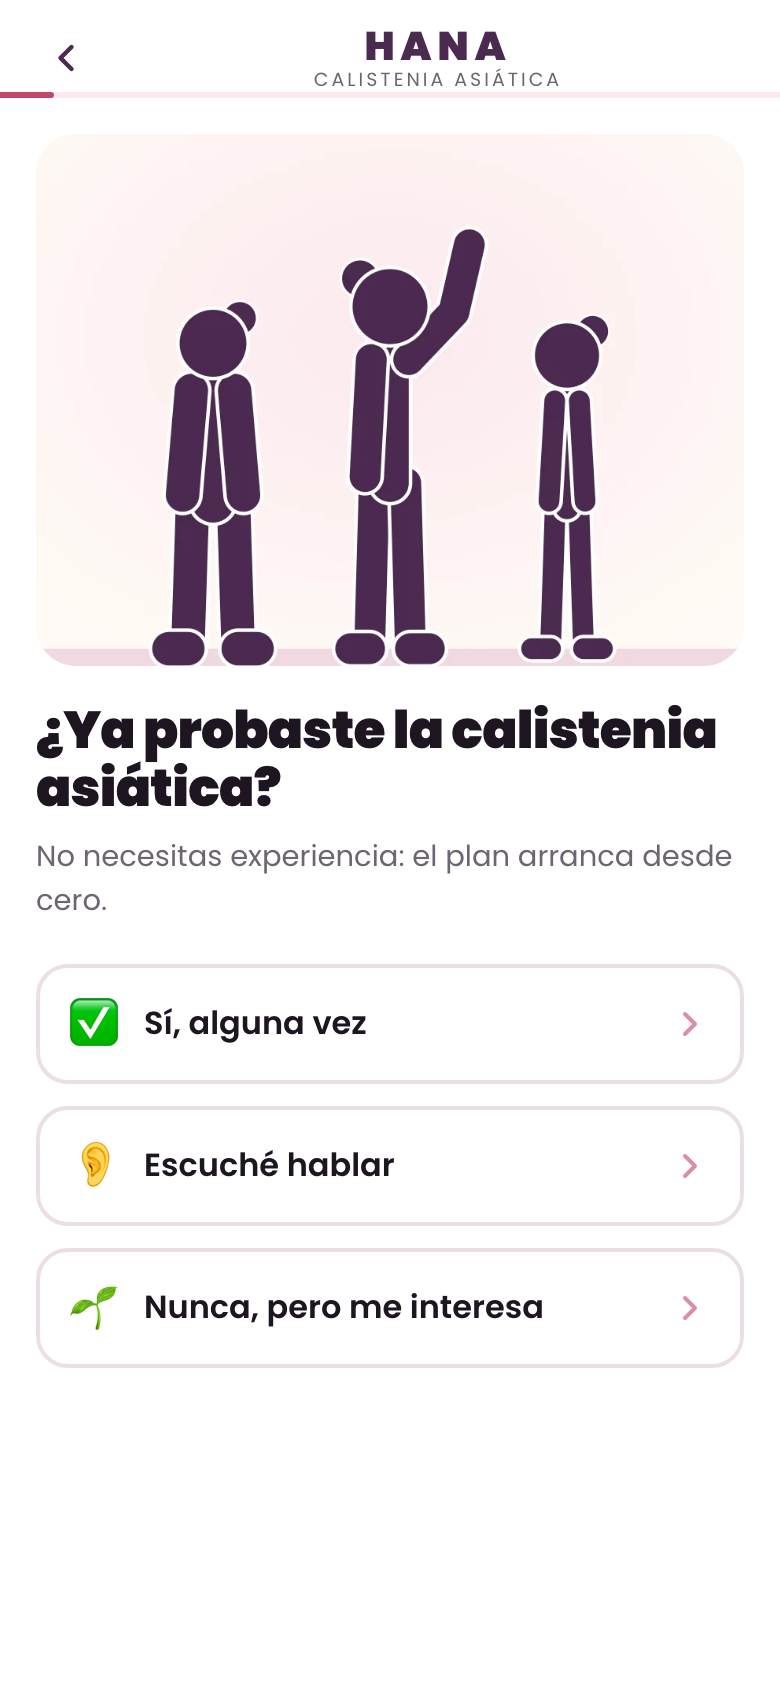 HANA
CALISTENIA ASIÁTICA
¿Ya probaste la calistenia
asiática?
No necesitas experiencia: el plan arranca desde
cero.
Sí, alguna vez
Escuché hablar
Nunca, pero me interesa